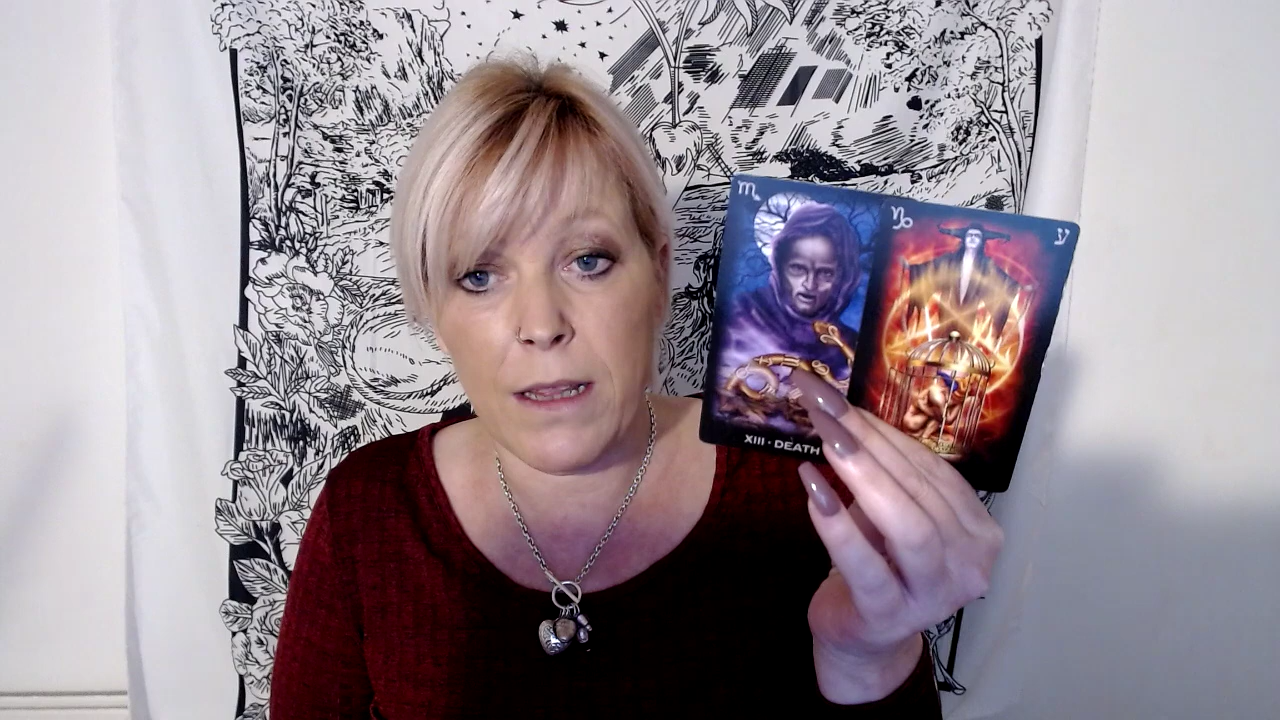 ♏
♑ ע
XIII · DEATH